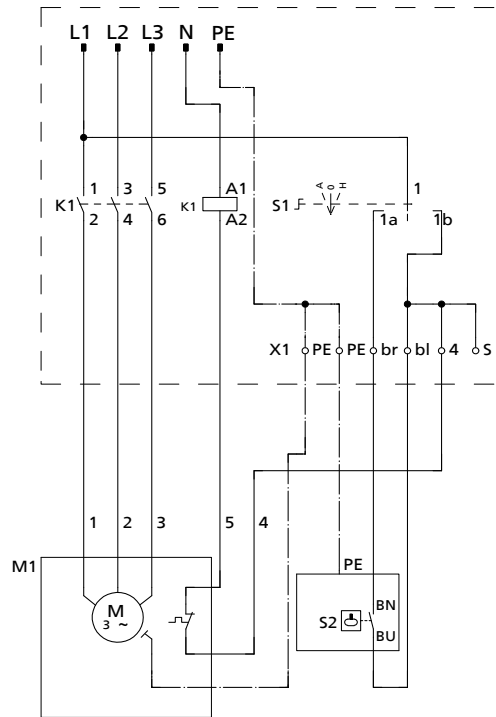 L1 L2 L3 N PE
1 3 5 A1 A 0 H 1
K1 K1 S1
2 4 6 A2 1a 1b
X1 PE PE br bl 4 S
1 2 3 5 4
M1 PE
M
3 ~
BN
S2
BU